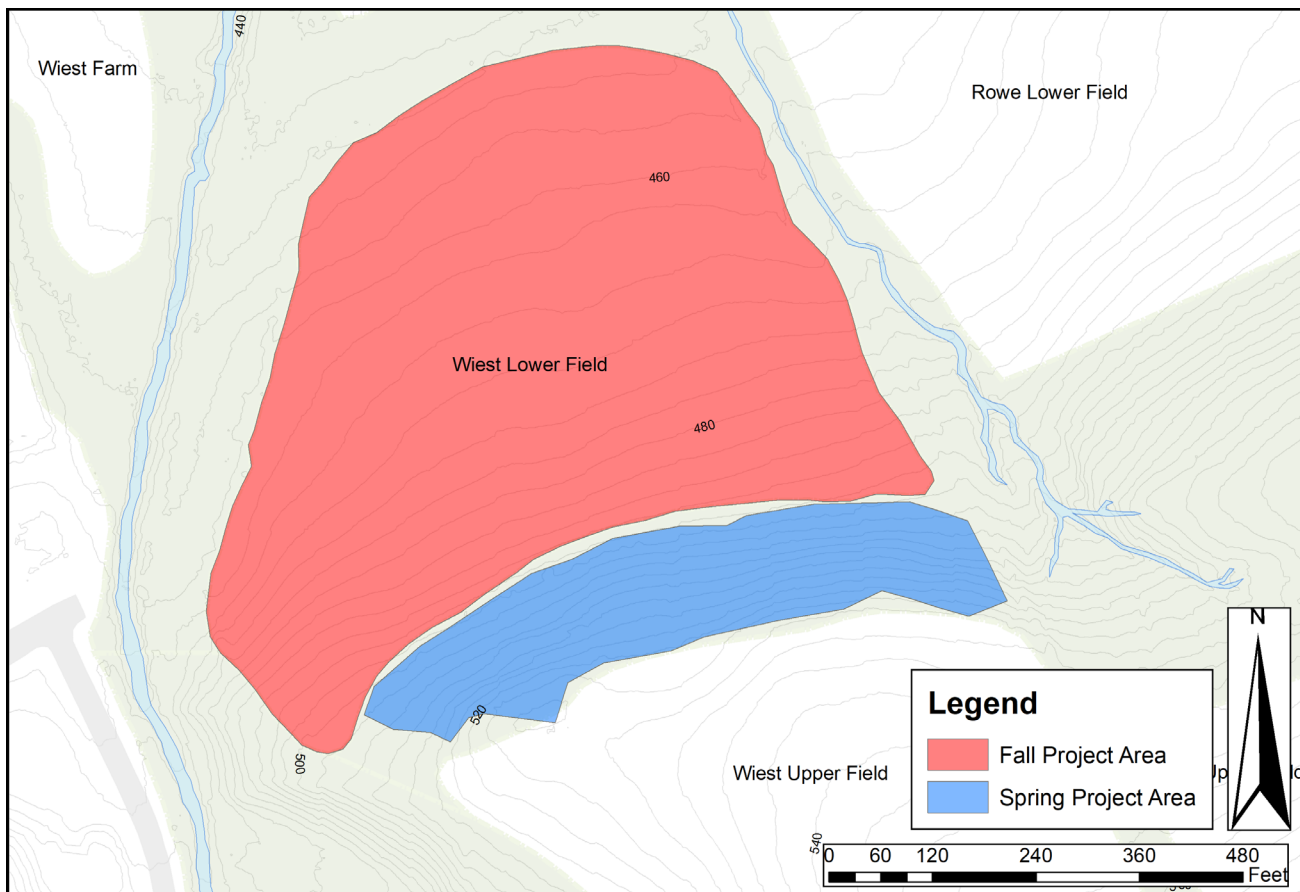 440
Wiest Farm
Rowe Lower Field
460
Wiest Lower Field
480
520
500
Wiest Upper Field
540
Legend
Fall Project Area
Spring Project Area
N
0 60 120 240 360 480
Feet